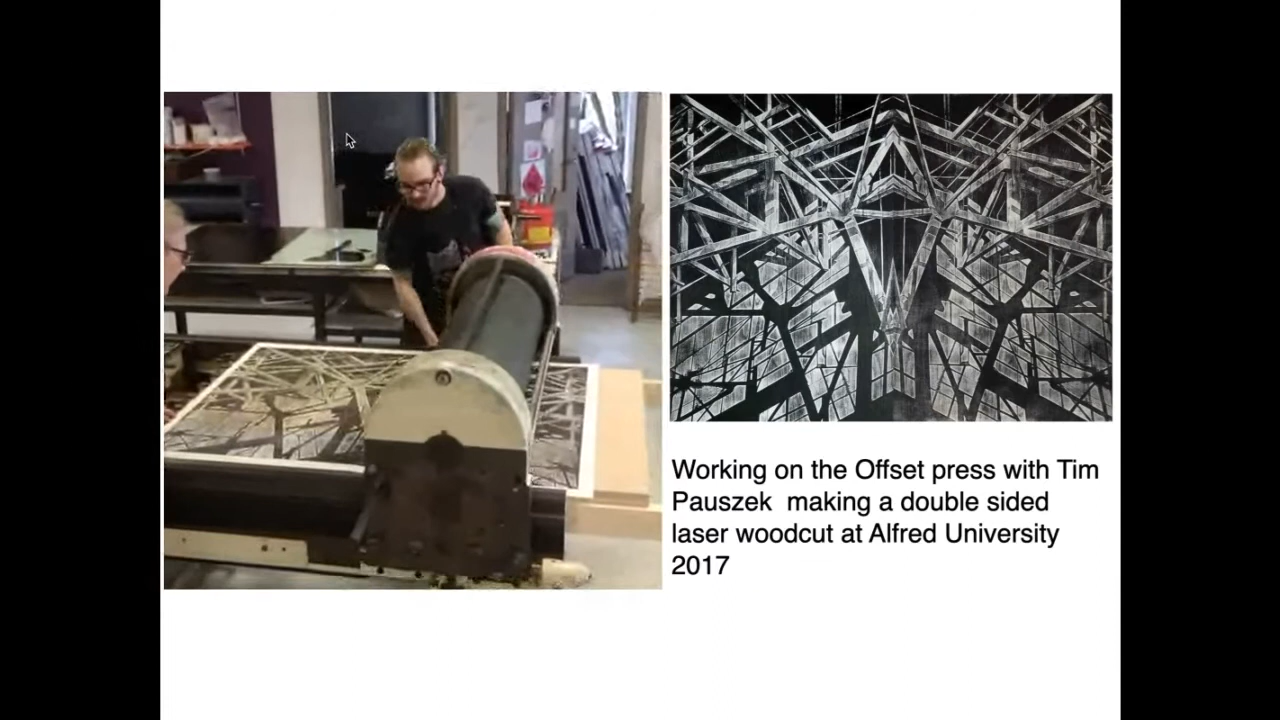 Working on the Offset press with Tim
Pauszek  making a double sided
laser woodcut at Alfred University
2017